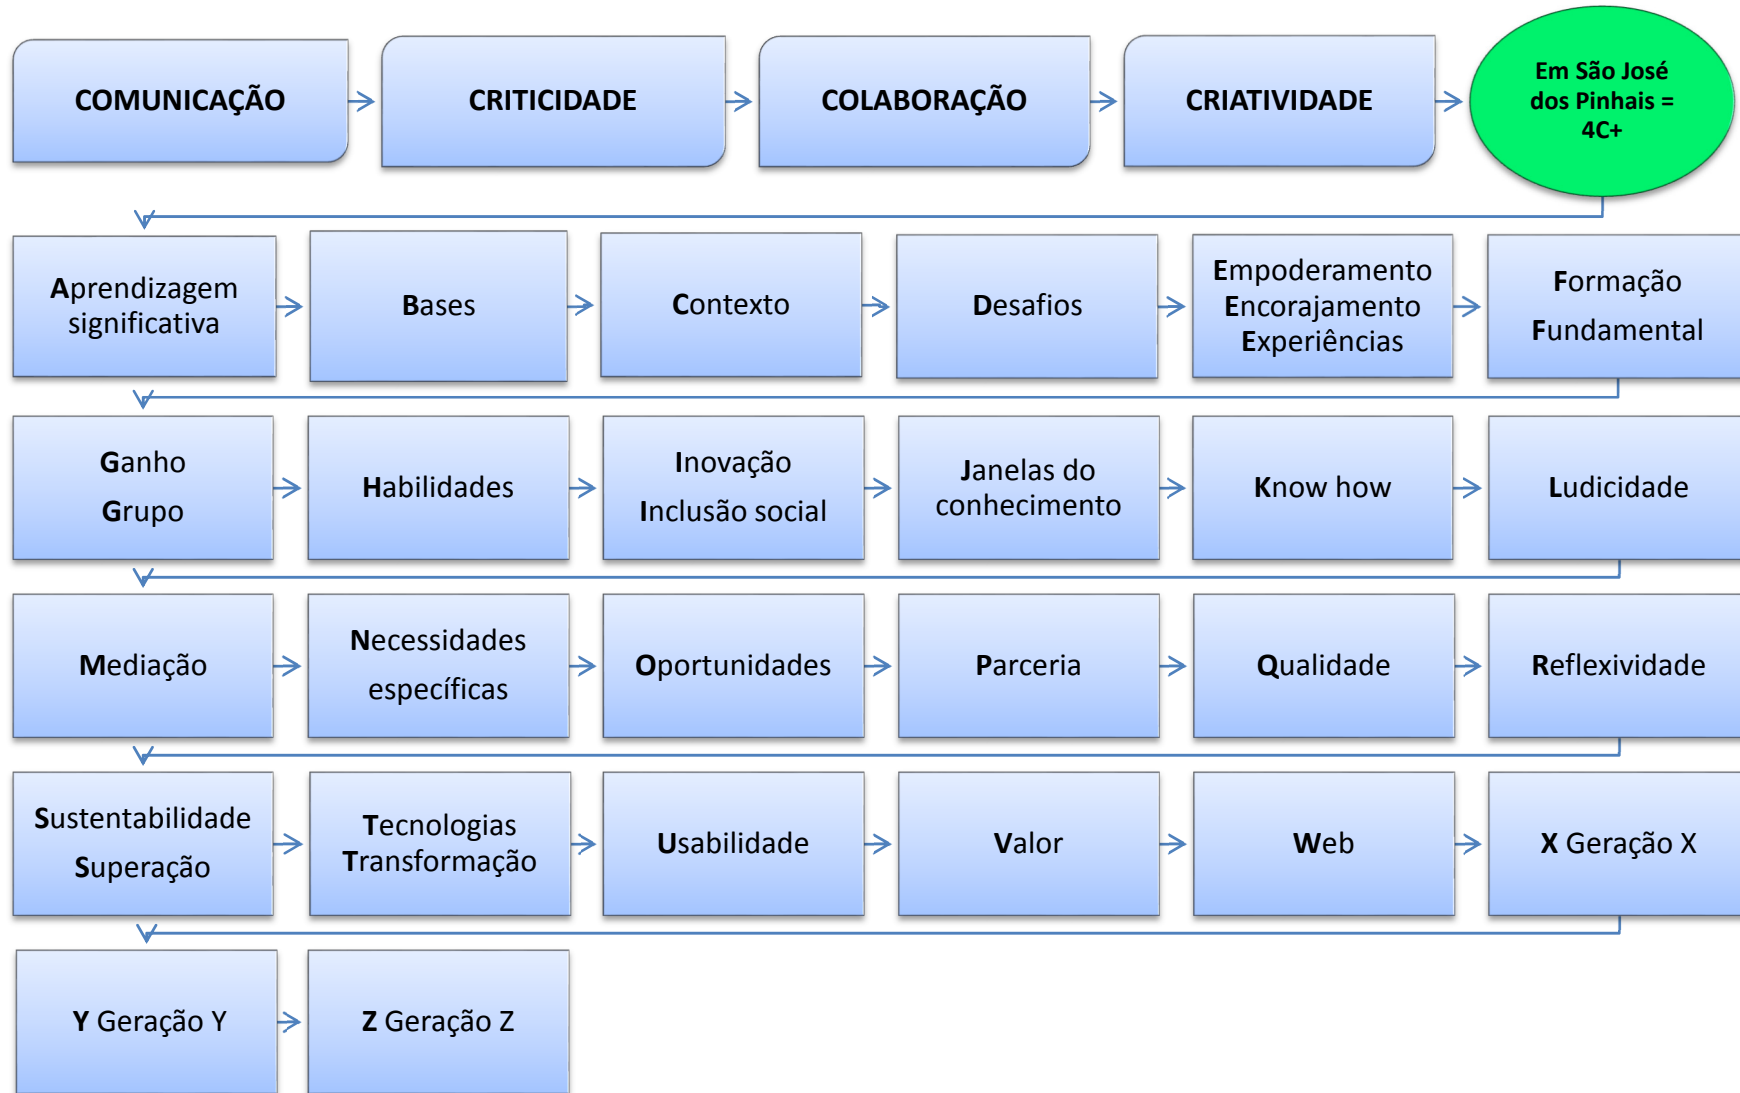 COMUNICAÇÃO
CRITICIDADE
COLABORAÇÃO
CRIATIVIDADE
Em São José
dos Pinhais =
4C+
Aprendizagem
significativa
Bases
Contexto
Desafios
Empoderamento
Encorajamento
Experiências
Formação
Fundamental
Ganho
Grupo
Habilidades
Inovação
Inclusão social
Janelas do
conhecimento
Know how
Ludicidade
Mediação
Necessidades
específicas
Oportunidades
Parceria
Qualidade
Reflexividade
Sustentabilidade
Superação
Tecnologias
Transformação
Usabilidade
Valor
Web
X Geração X
Y Geração Y
Z Geração Z